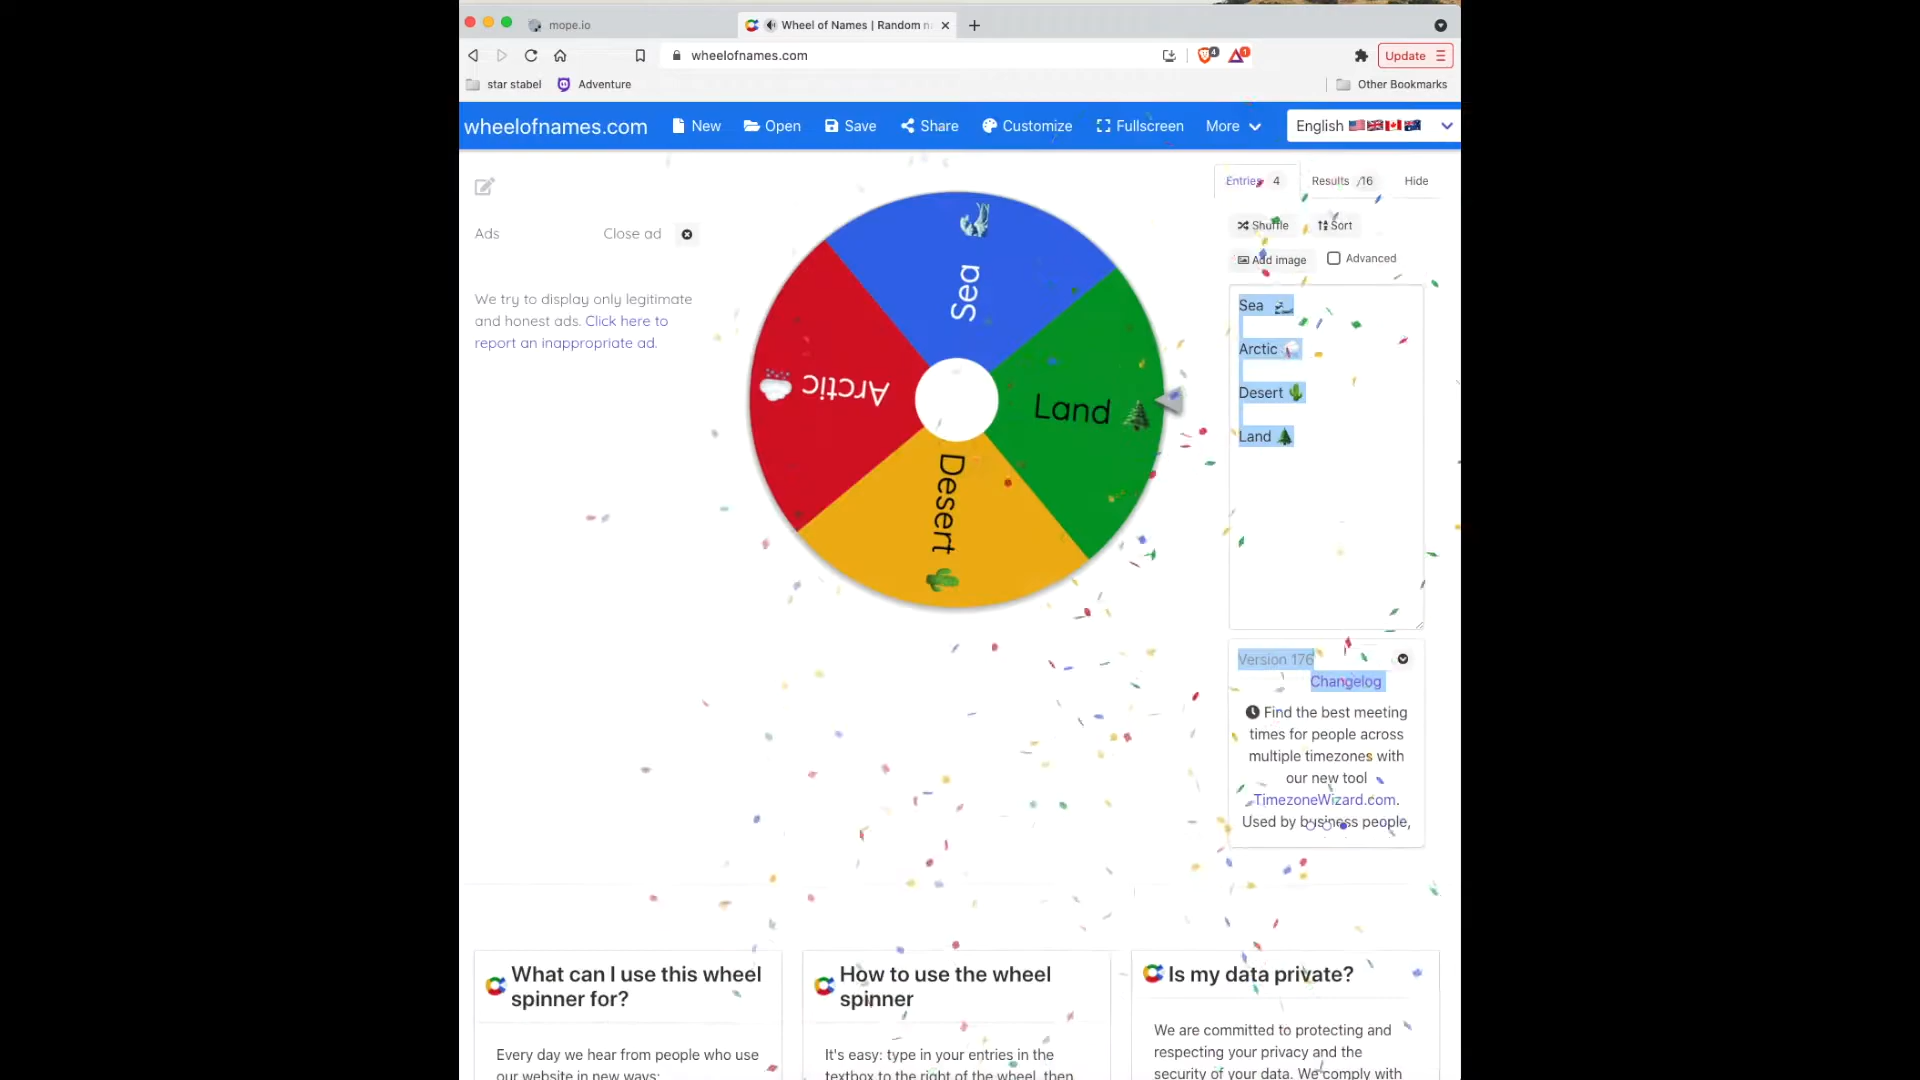 mope.io
Wheel of Names | Random n
wheelofnames.com
4
1
Update
star stabel
Adventure
Other Bookmarks
wheelofnames.com
New
Open
Save
Share
Customize
Fullscreen
More
English
Entries 4
Results 16
Hide
Ads
Close ad
Shuffle
Sort
Add image
Advanced
We try to display only legitimate
and honest ads. Click here to
report an inappropriate ad.
Sea
Land
Arctic
Desert
Sea
Arctic
Desert
Land
Version 176
Changelog
Find the best meeting
times for people across
multiple timezones with
our new tool
TimezoneWizard.com.
Used by business people,
What can I use this wheel
spinner for?
Every day we hear from people who use
our website in new ways:
How to use the wheel
spinner
It's easy: type in your entries in the
textbox to the right of the wheel, then
Is my data private?
We are committed to protecting and
respecting your privacy and the
security of your data. We comply with